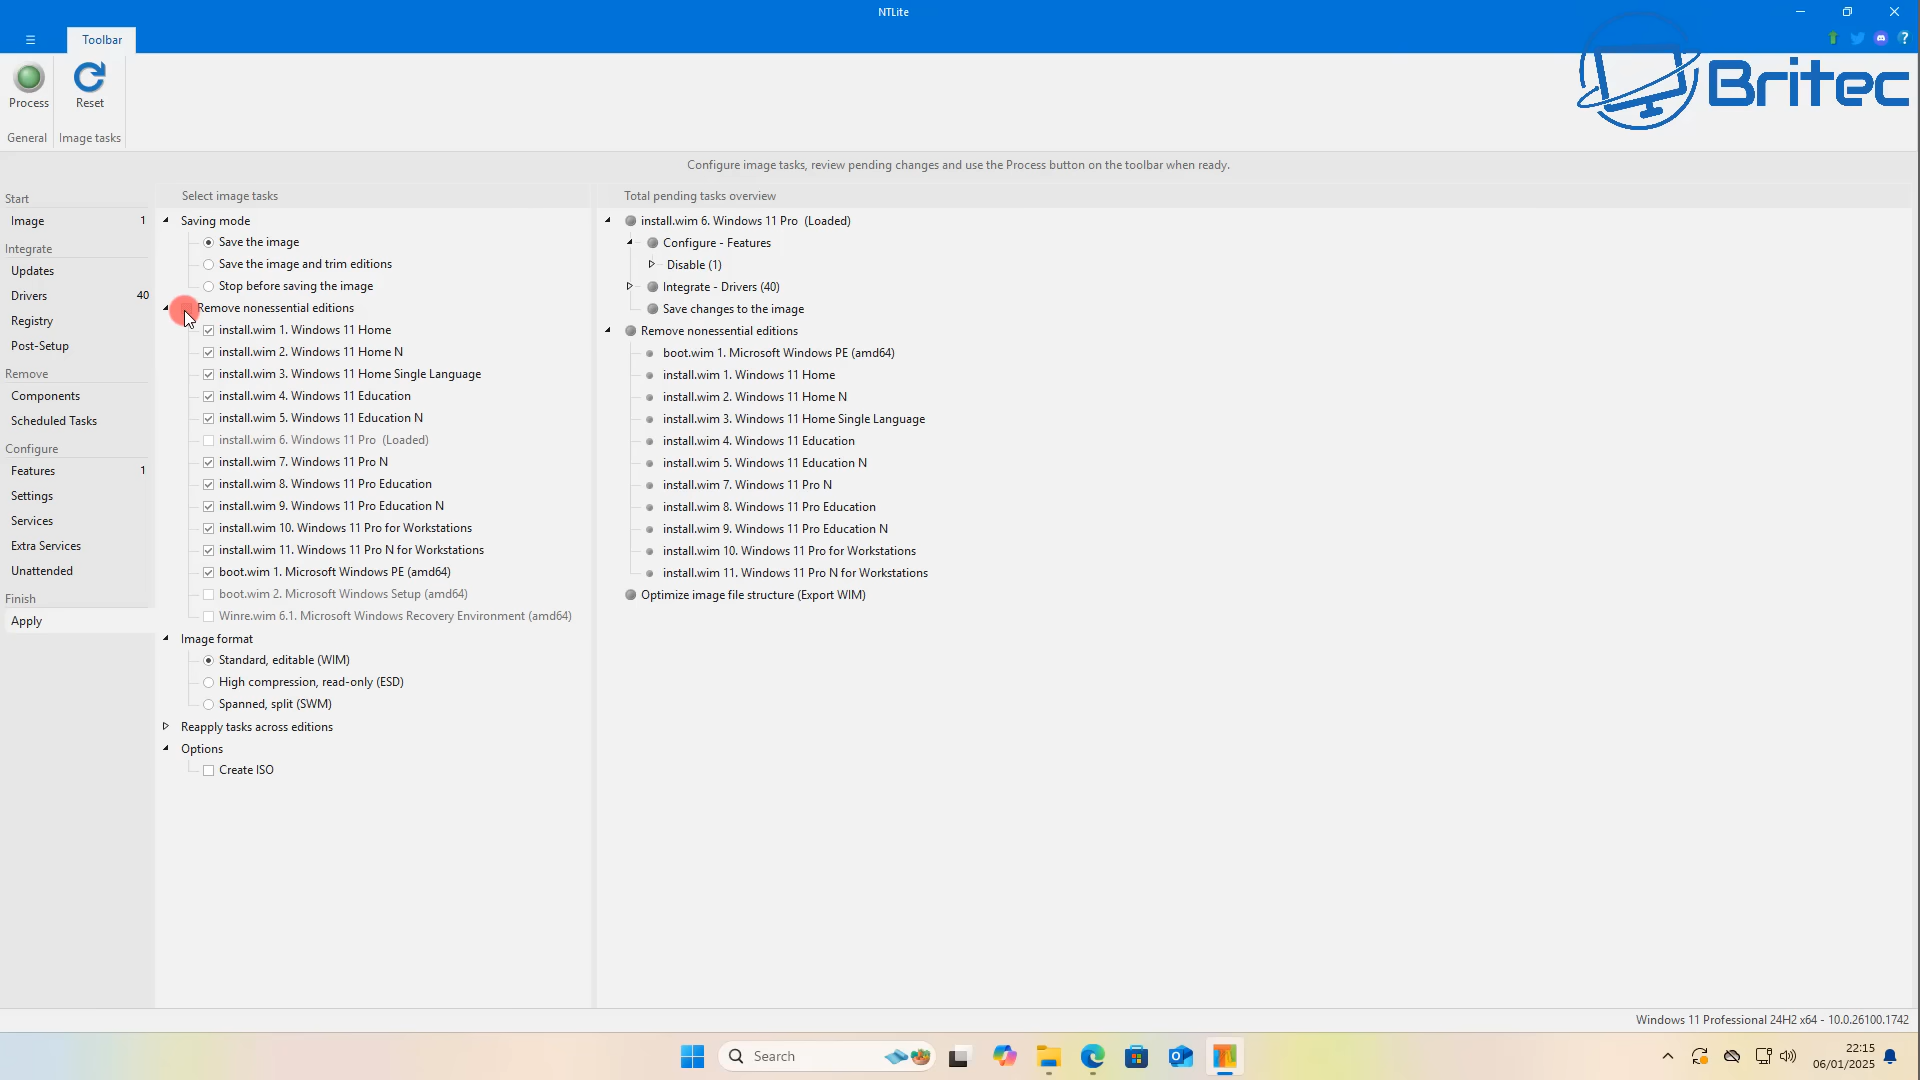 NTLite
Toolbar
Process
Reset
General
Image tasks
Britec
Configure image tasks, review pending changes and use the Process button on the toolbar when ready.
Start
Image 1
Integrate
Updates
Drivers 40
Registry
Post-Setup
Remove
Components
Scheduled Tasks
Configure
Features 1
Settings
Services
Extra Services
Unattended
Finish
Apply
Select image tasks
Saving mode
Save the image
Save the image and trim editions
Stop before saving the image
Remove nonessential editions
install.wim 1. Windows 11 Home
install.wim 2. Windows 11 Home N
install.wim 3. Windows 11 Home Single Language
install.wim 4. Windows 11 Education
install.wim 5. Windows 11 Education N
install.wim 6. Windows 11 Pro (Loaded)
install.wim 7. Windows 11 Pro N
install.wim 8. Windows 11 Pro Education
install.wim 9. Windows 11 Pro Education N
install.wim 10. Windows 11 Pro for Workstations
install.wim 11. Windows 11 Pro N for Workstations
boot.wim 1. Microsoft Windows PE (amd64)
boot.wim 2. Microsoft Windows Setup (amd64)
Winre.wim 6.1. Microsoft Windows Recovery Environment (amd64)
Image format
Standard, editable (WIM)
High compression, read-only (ESD)
Spanned, split (SWM)
Reapply tasks across editions
Options
Create ISO
Total pending tasks overview
install.wim 6. Windows 11 Pro (Loaded)
Configure - Features
Disable (1)
Integrate - Drivers (40)
Save changes to the image
Remove nonessential editions
boot.wim 1. Microsoft Windows PE (amd64)
install.wim 1. Windows 11 Home
install.wim 2. Windows 11 Home N
install.wim 3. Windows 11 Home Single Language
install.wim 4. Windows 11 Education
install.wim 5. Windows 11 Education N
install.wim 7. Windows 11 Pro N
install.wim 8. Windows 11 Pro Education
install.wim 9. Windows 11 Pro Education N
install.wim 10. Windows 11 Pro for Workstations
install.wim 11. Windows 11 Pro N for Workstations
Optimize image file structure (Export WIM)
Windows 11 Professional 24H2 x64 - 10.0.26100.1742
Search
22:15
06/01/2025